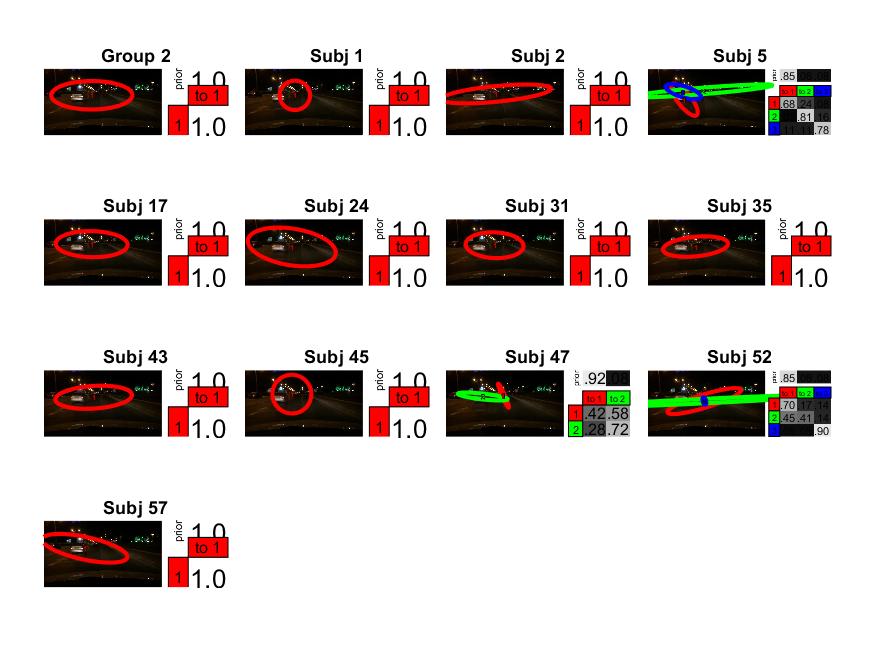 Group 2
prior 1.0
to 1
1 1.0
Subj 1
prior 1.0
to 1
1 1.0
Subj 2
prior 1.0
to 1
1 1.0
Subj 5
prior .85
to 1 to 2
1 .68 .24
2 .81 .16
.78
Subj 17
prior 1.0
to 1
1 1.0
Subj 24
prior 1.0
to 1
1 1.0
Subj 31
prior 1.0
to 1
1 1.0
Subj 35
prior 1.0
to 1
1 1.0
Subj 43
prior 1.0
to 1
1 1.0
Subj 45
prior 1.0
to 1
1 1.0
Subj 47
prior .92 .08
to 1 to 2
1 .42 .58
2 .28 .72
Subj 52
prior .85
to 1 to 2
1 .70 .17 .14
2 .45 .41 .14
.90
Subj 57
prior 1.0
to 1
1 1.0